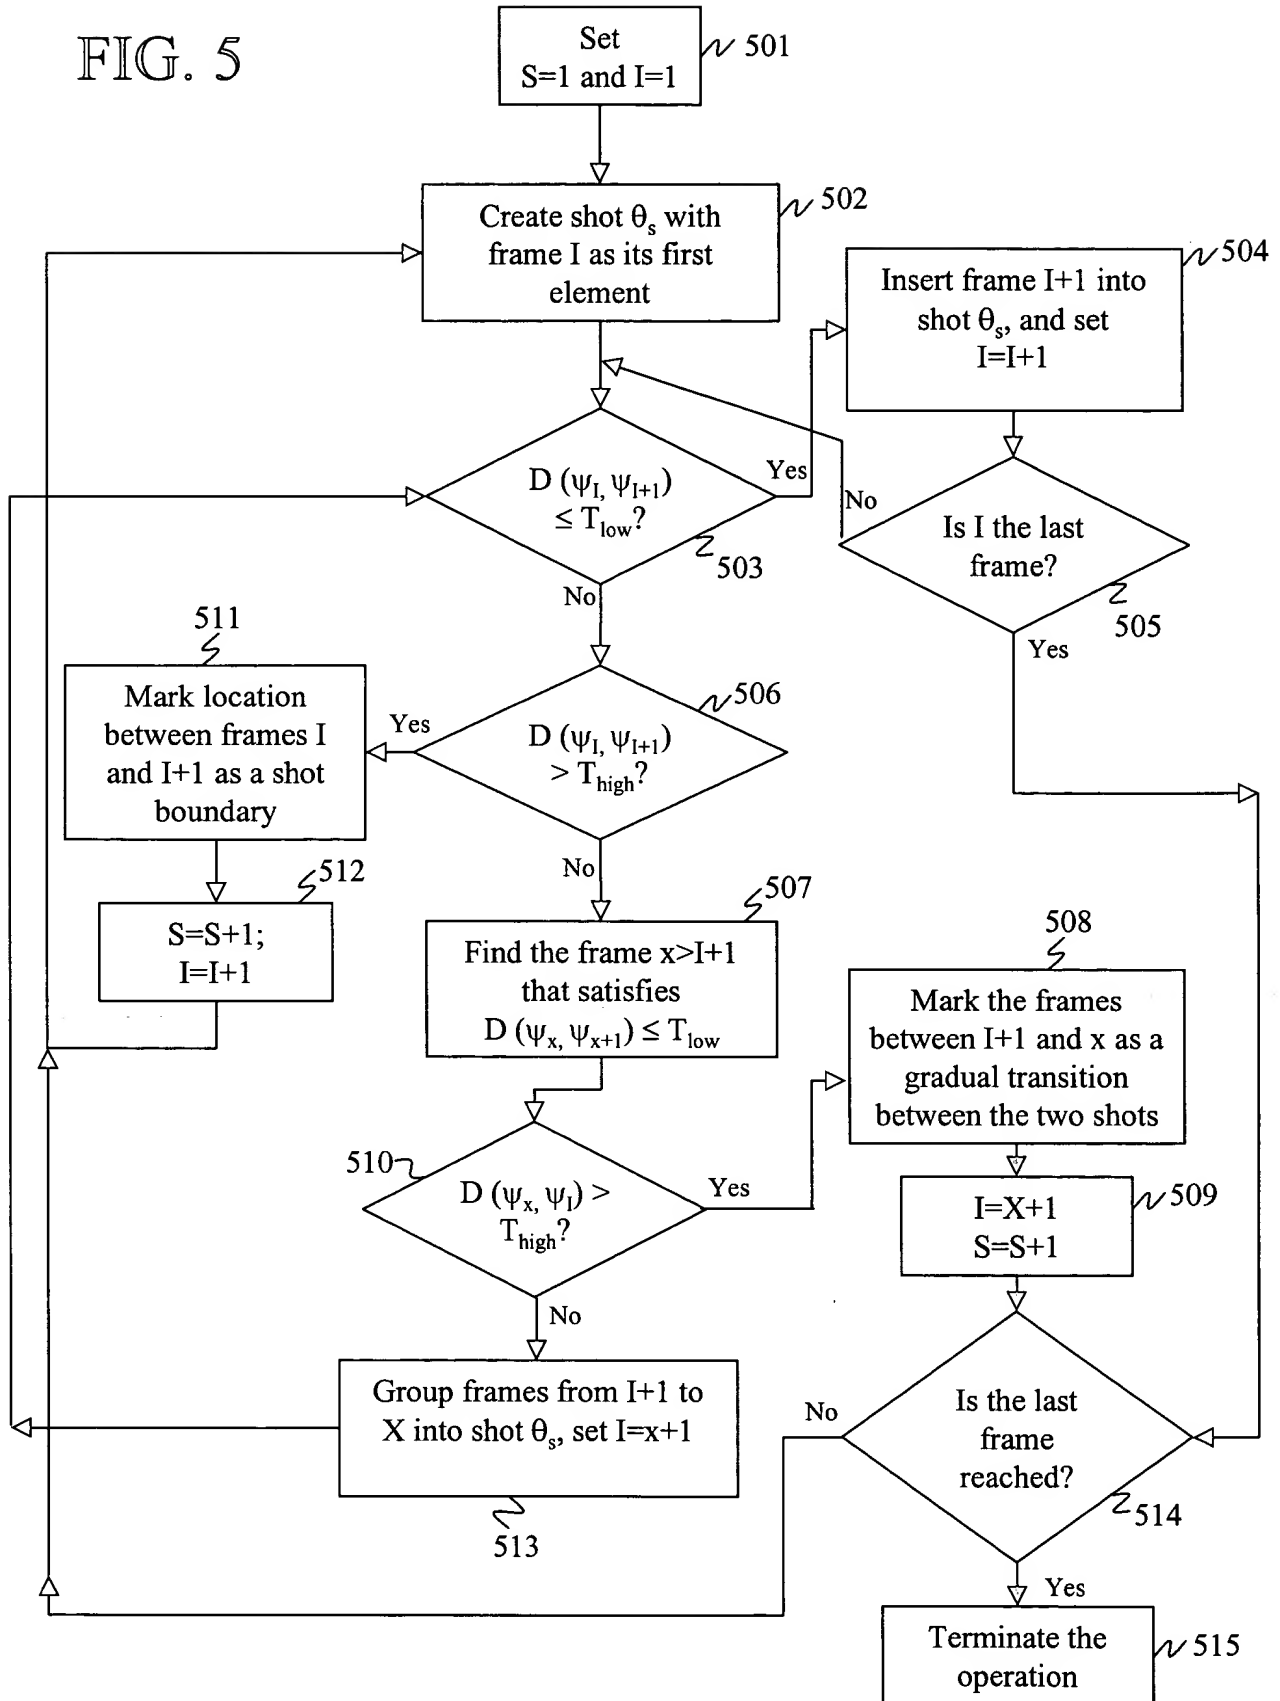 FIG. 5
Set
S=1 and I=1
501
Create shot θs with
frame I as its first
element
502
Insert frame I+1 into
shot θs, and set
I=I+1
504
D (ψI, ψI+1)
≤ Tlow?
503
Yes
No
Is I the last
frame?
505
No
Yes
511
Mark location
between frames I
and I+1 as a shot
boundary
Yes
D (ψI, ψI+1)
> Thigh?
506
No
512
S=S+1;
I=I+1
507
Find the frame x>I+1
that satisfies
D (ψx, ψx+1) ≤ Tlow
508
Mark the frames
between I+1 and x as a
gradual transition
between the two shots
510
D (ψx, ψI) >
Thigh?
Yes
No
I=X+1
S=S+1
509
Group frames from I+1 to
X into shot θs, set I=x+1
513
No
Is the last
frame
reached?
514
Yes
Terminate the
operation
515